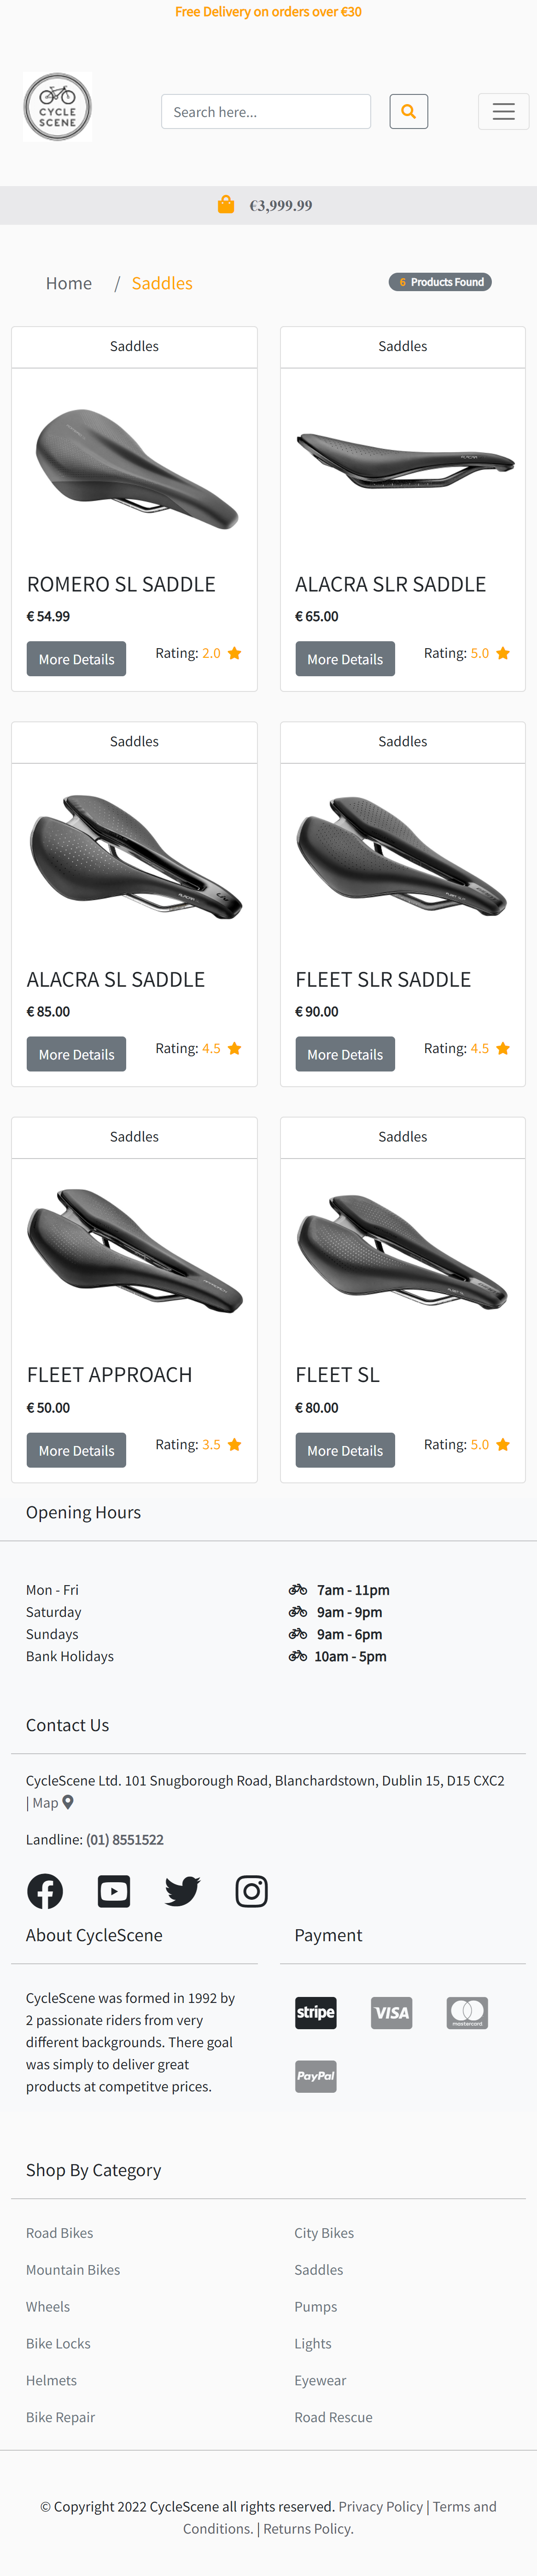 Free Delivery on orders over €30
CYCLE
SCENE
Search here...
€3,999.99
Home / Saddles
6 Products Found
Saddles
ROMERO SL SADDLE
€ 54.99
More Details
Rating: 2.0
Saddles
ALACRA SLR SADDLE
€ 65.00
More Details
Rating: 5.0
Saddles
ALACRA SL SADDLE
€ 85.00
More Details
Rating: 4.5
Saddles
FLEET SLR SADDLE
€ 90.00
More Details
Rating: 4.5
Saddles
FLEET APPROACH
€ 50.00
More Details
Rating: 3.5
Saddles
FLEET SL
€ 80.00
More Details
Rating: 5.0
Opening Hours
Mon - Fri 7am - 11pm
Saturday 9am - 9pm
Sundays 9am - 6pm
Bank Holidays 10am - 5pm
Contact Us
CycleScene Ltd. 101 Snugborough Road, Blanchardstown, Dublin 15, D15 CXC2
| Map
Landline: (01) 8551522
About CycleScene
CycleScene was formed in 1992 by
2 passionate riders from very
different backgrounds. There goal
was simply to deliver great
products at competitve prices.
Payment
stripe VISA mastercard
PayPal
Shop By Category
Road Bikes
City Bikes
Mountain Bikes
Saddles
Wheels
Pumps
Bike Locks
Lights
Helmets
Eyewear
Bike Repair
Road Rescue
© Copyright 2022 CycleScene all rights reserved. Privacy Policy | Terms and
Conditions. | Returns Policy.